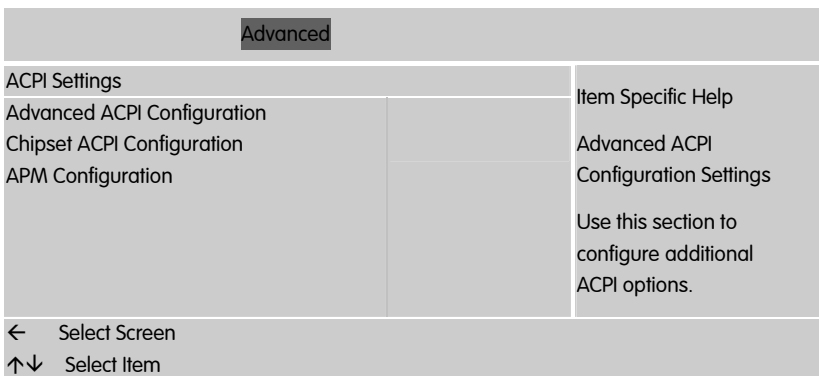 Advanced
ACPI Settings
Advanced ACPI Configuration
Chipset ACPI Configuration
APM Configuration
Item Specific Help
Advanced ACPI
Configuration Settings
Use this section to
configure additional
ACPI options.
← Select Screen
↑↓ Select Item